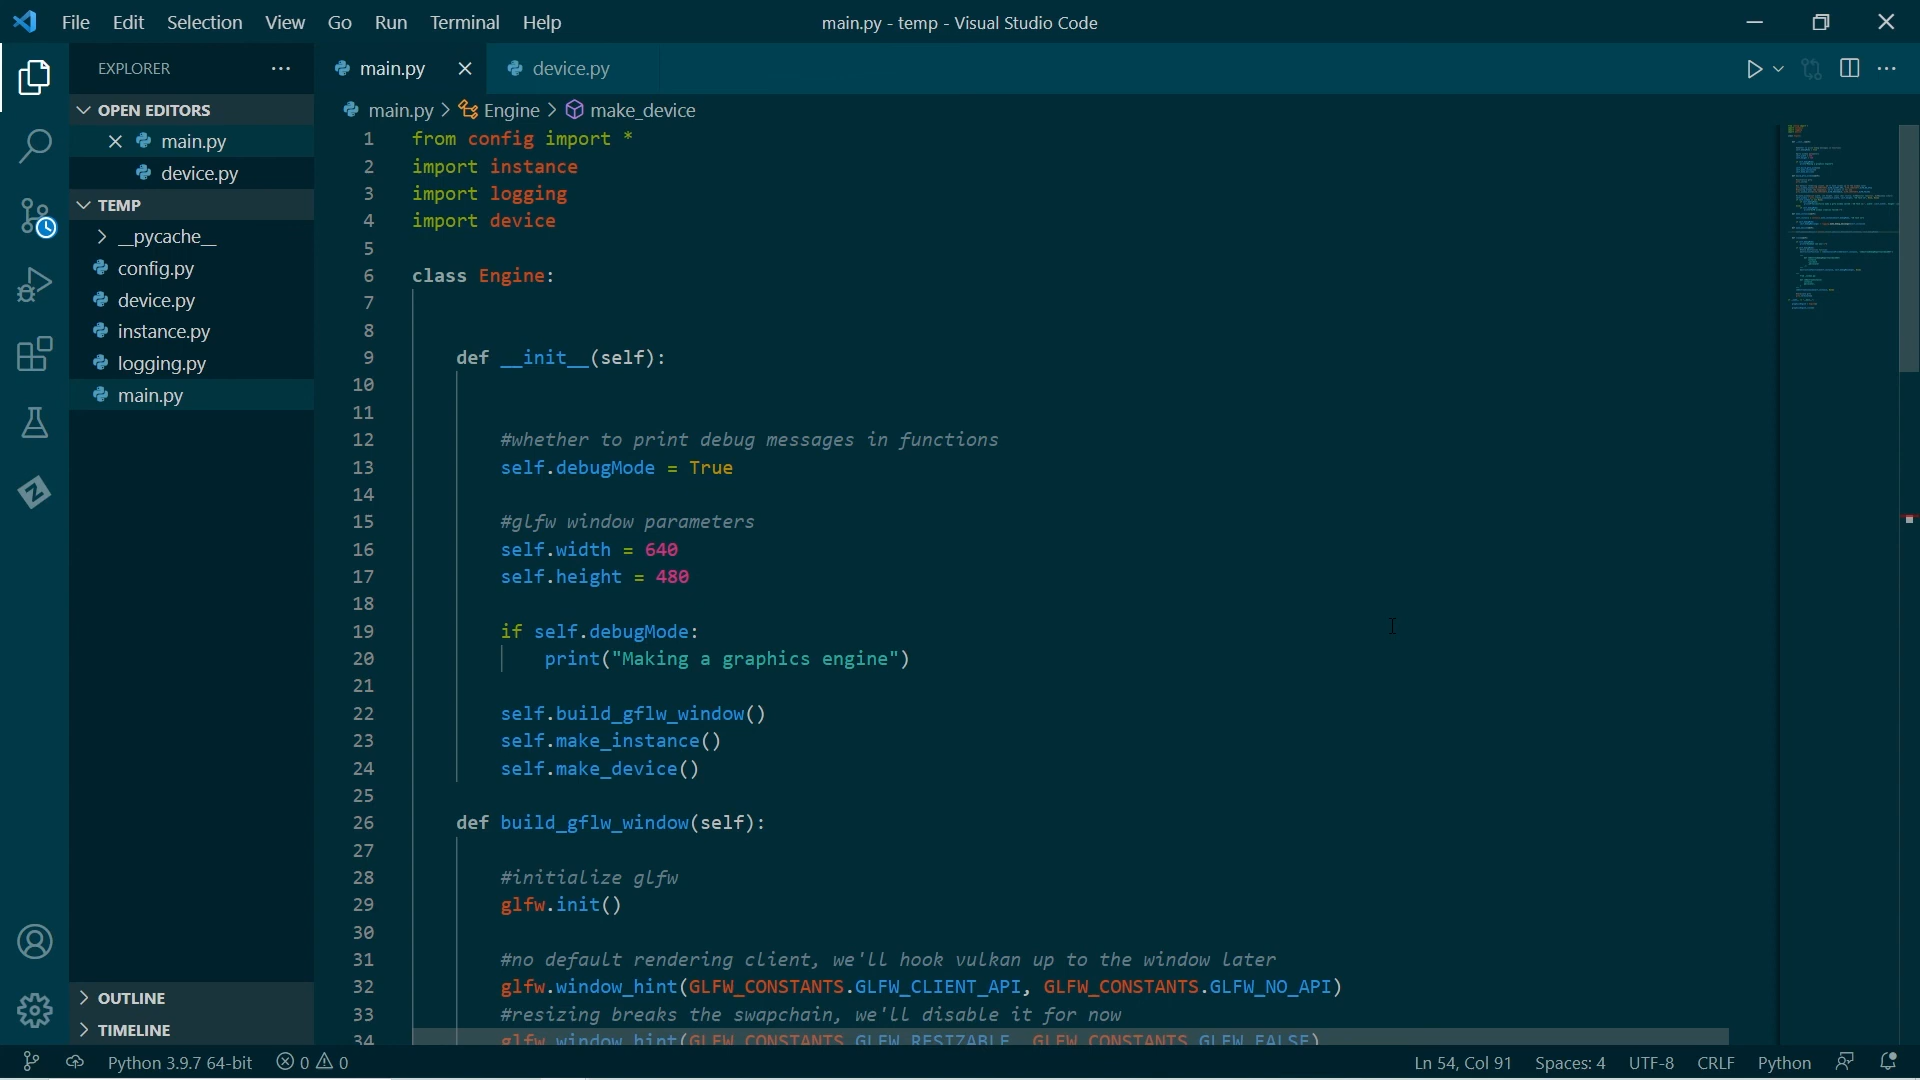 File Edit Selection View Go Run Terminal Help
main.py - temp - Visual Studio Code
EXPLORER
OPEN EDITORS
main.py
device.py
TEMP
__pycache__
config.py
device.py
instance.py
logging.py
main.py
OUTLINE
TIMELINE
main.py device.py
main.py > Engine > make_device
1 from config import *
2 import instance
3 import logging
4 import device
5
6 class Engine:
7
8
9 def __init__(self):
10
11
12 #whether to print debug messages in functions
13 self.debugMode = True
14
15 #glfw window parameters
16 self.width = 640
17 self.height = 480
18
19 if self.debugMode:
20 print("Making a graphics engine")
21
22 self.build_gflw_window()
23 self.make_instance()
24 self.make_device()
25
26 def build_gflw_window(self):
27
28 #initialize glfw
29 glfw.init()
30
31 #no default rendering client, we'll hook vulkan up to the window later
32 glfw.window_hint(GLFW_CONSTANTS.GLFW_CLIENT_API, GLFW_CONSTANTS.GLFW_NO_API)
33 #resizing breaks the swapchain, we'll disable it for now
34 glfw.window_hint(GLFW_CONSTANTS.GLFW_RESIZABLE, GLFW_CONSTANTS.GLFW_FALSE)
Python 3.9.7 64-bit 0 0
Ln 54, Col 91 Spaces: 4 UTF-8 CRLF Python